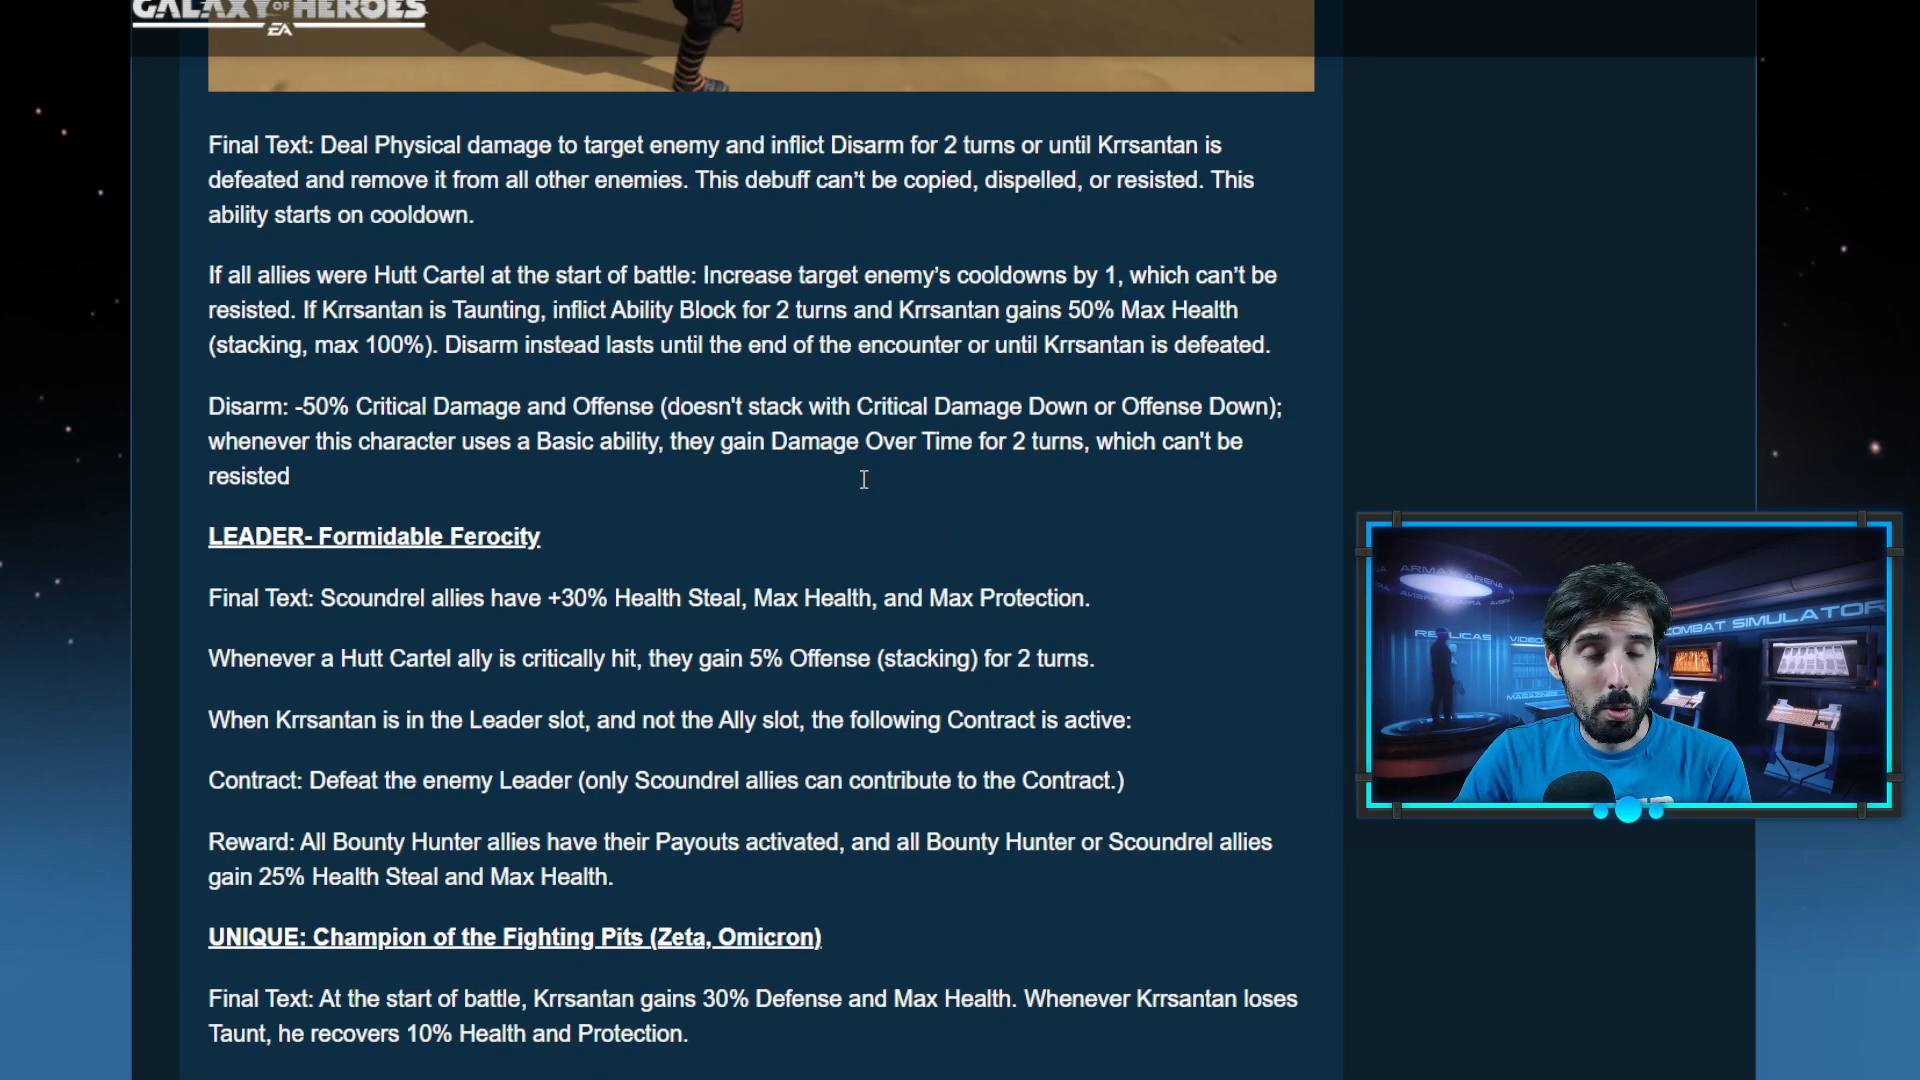 GALAXY OF HEROES
EA
Final Text: Deal Physical damage to target enemy and inflict Disarm for 2 turns or until Krrsantan is
defeated and remove it from all other enemies. This debuff can’t be copied, dispelled, or resisted. This
ability starts on cooldown.
If all allies were Hutt Cartel at the start of battle: Increase target enemy’s cooldowns by 1, which can’t be
resisted. If Krrsantan is Taunting, inflict Ability Block for 2 turns and Krrsantan gains 50% Max Health
(stacking, max 100%). Disarm instead lasts until the end of the encounter or until Krrsantan is defeated.
Disarm: -50% Critical Damage and Offense (doesn't stack with Critical Damage Down or Offense Down);
whenever this character uses a Basic ability, they gain Damage Over Time for 2 turns, which can't be
resisted
LEADER- Formidable Ferocity
Final Text: Scoundrel allies have +30% Health Steal, Max Health, and Max Protection.
Whenever a Hutt Cartel ally is critically hit, they gain 5% Offense (stacking) for 2 turns.
When Krrsantan is in the Leader slot, and not the Ally slot, the following Contract is active:
Contract: Defeat the enemy Leader (only Scoundrel allies can contribute to the Contract.)
Reward: All Bounty Hunter allies have their Payouts activated, and all Bounty Hunter or Scoundrel allies
gain 25% Health Steal and Max Health.
UNIQUE: Champion of the Fighting Pits (Zeta, Omicron)
Final Text: At the start of battle, Krrsantan gains 30% Defense and Max Health. Whenever Krrsantan loses
Taunt, he recovers 10% Health and Protection.
ARMAX ARENA
REPLICAS
COMBAT SIMULATOR